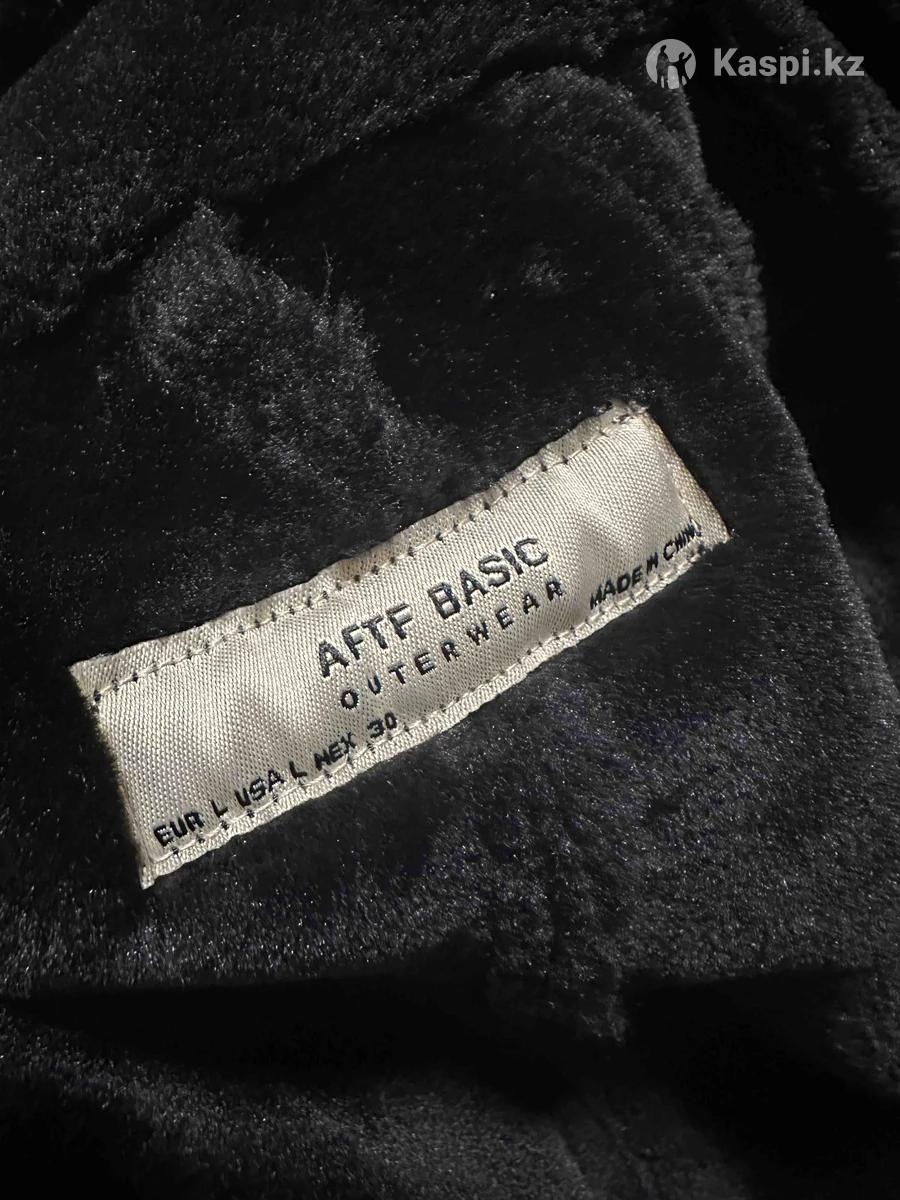 Kaspi.kz
AFTF BASIC
OUTERWEAR
MADE IN CHINA
EUR L USA L MEX 30